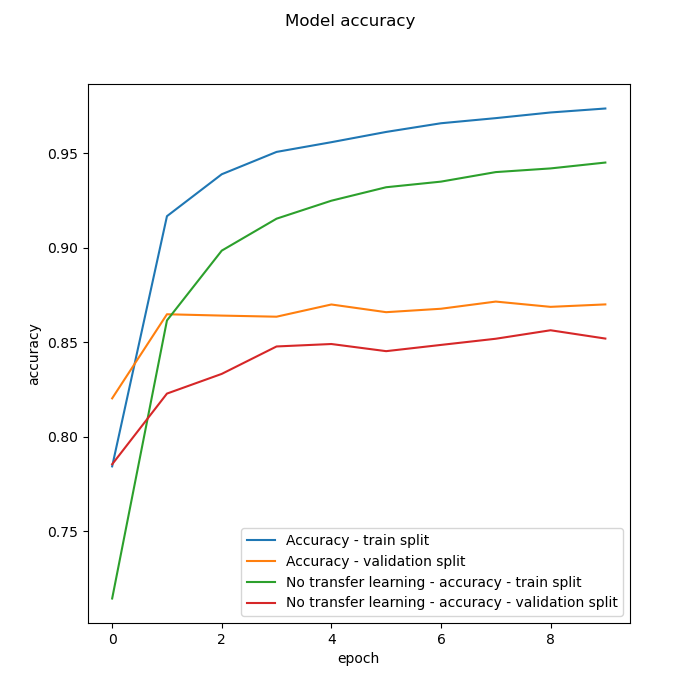 Model accuracy
0.95
0.90
0.85
0.80
0.75
accuracy
Accuracy - train split
Accuracy - validation split
No transfer learning - accuracy - train split
No transfer learning - accuracy - validation split
0 2 4 6 8
epoch